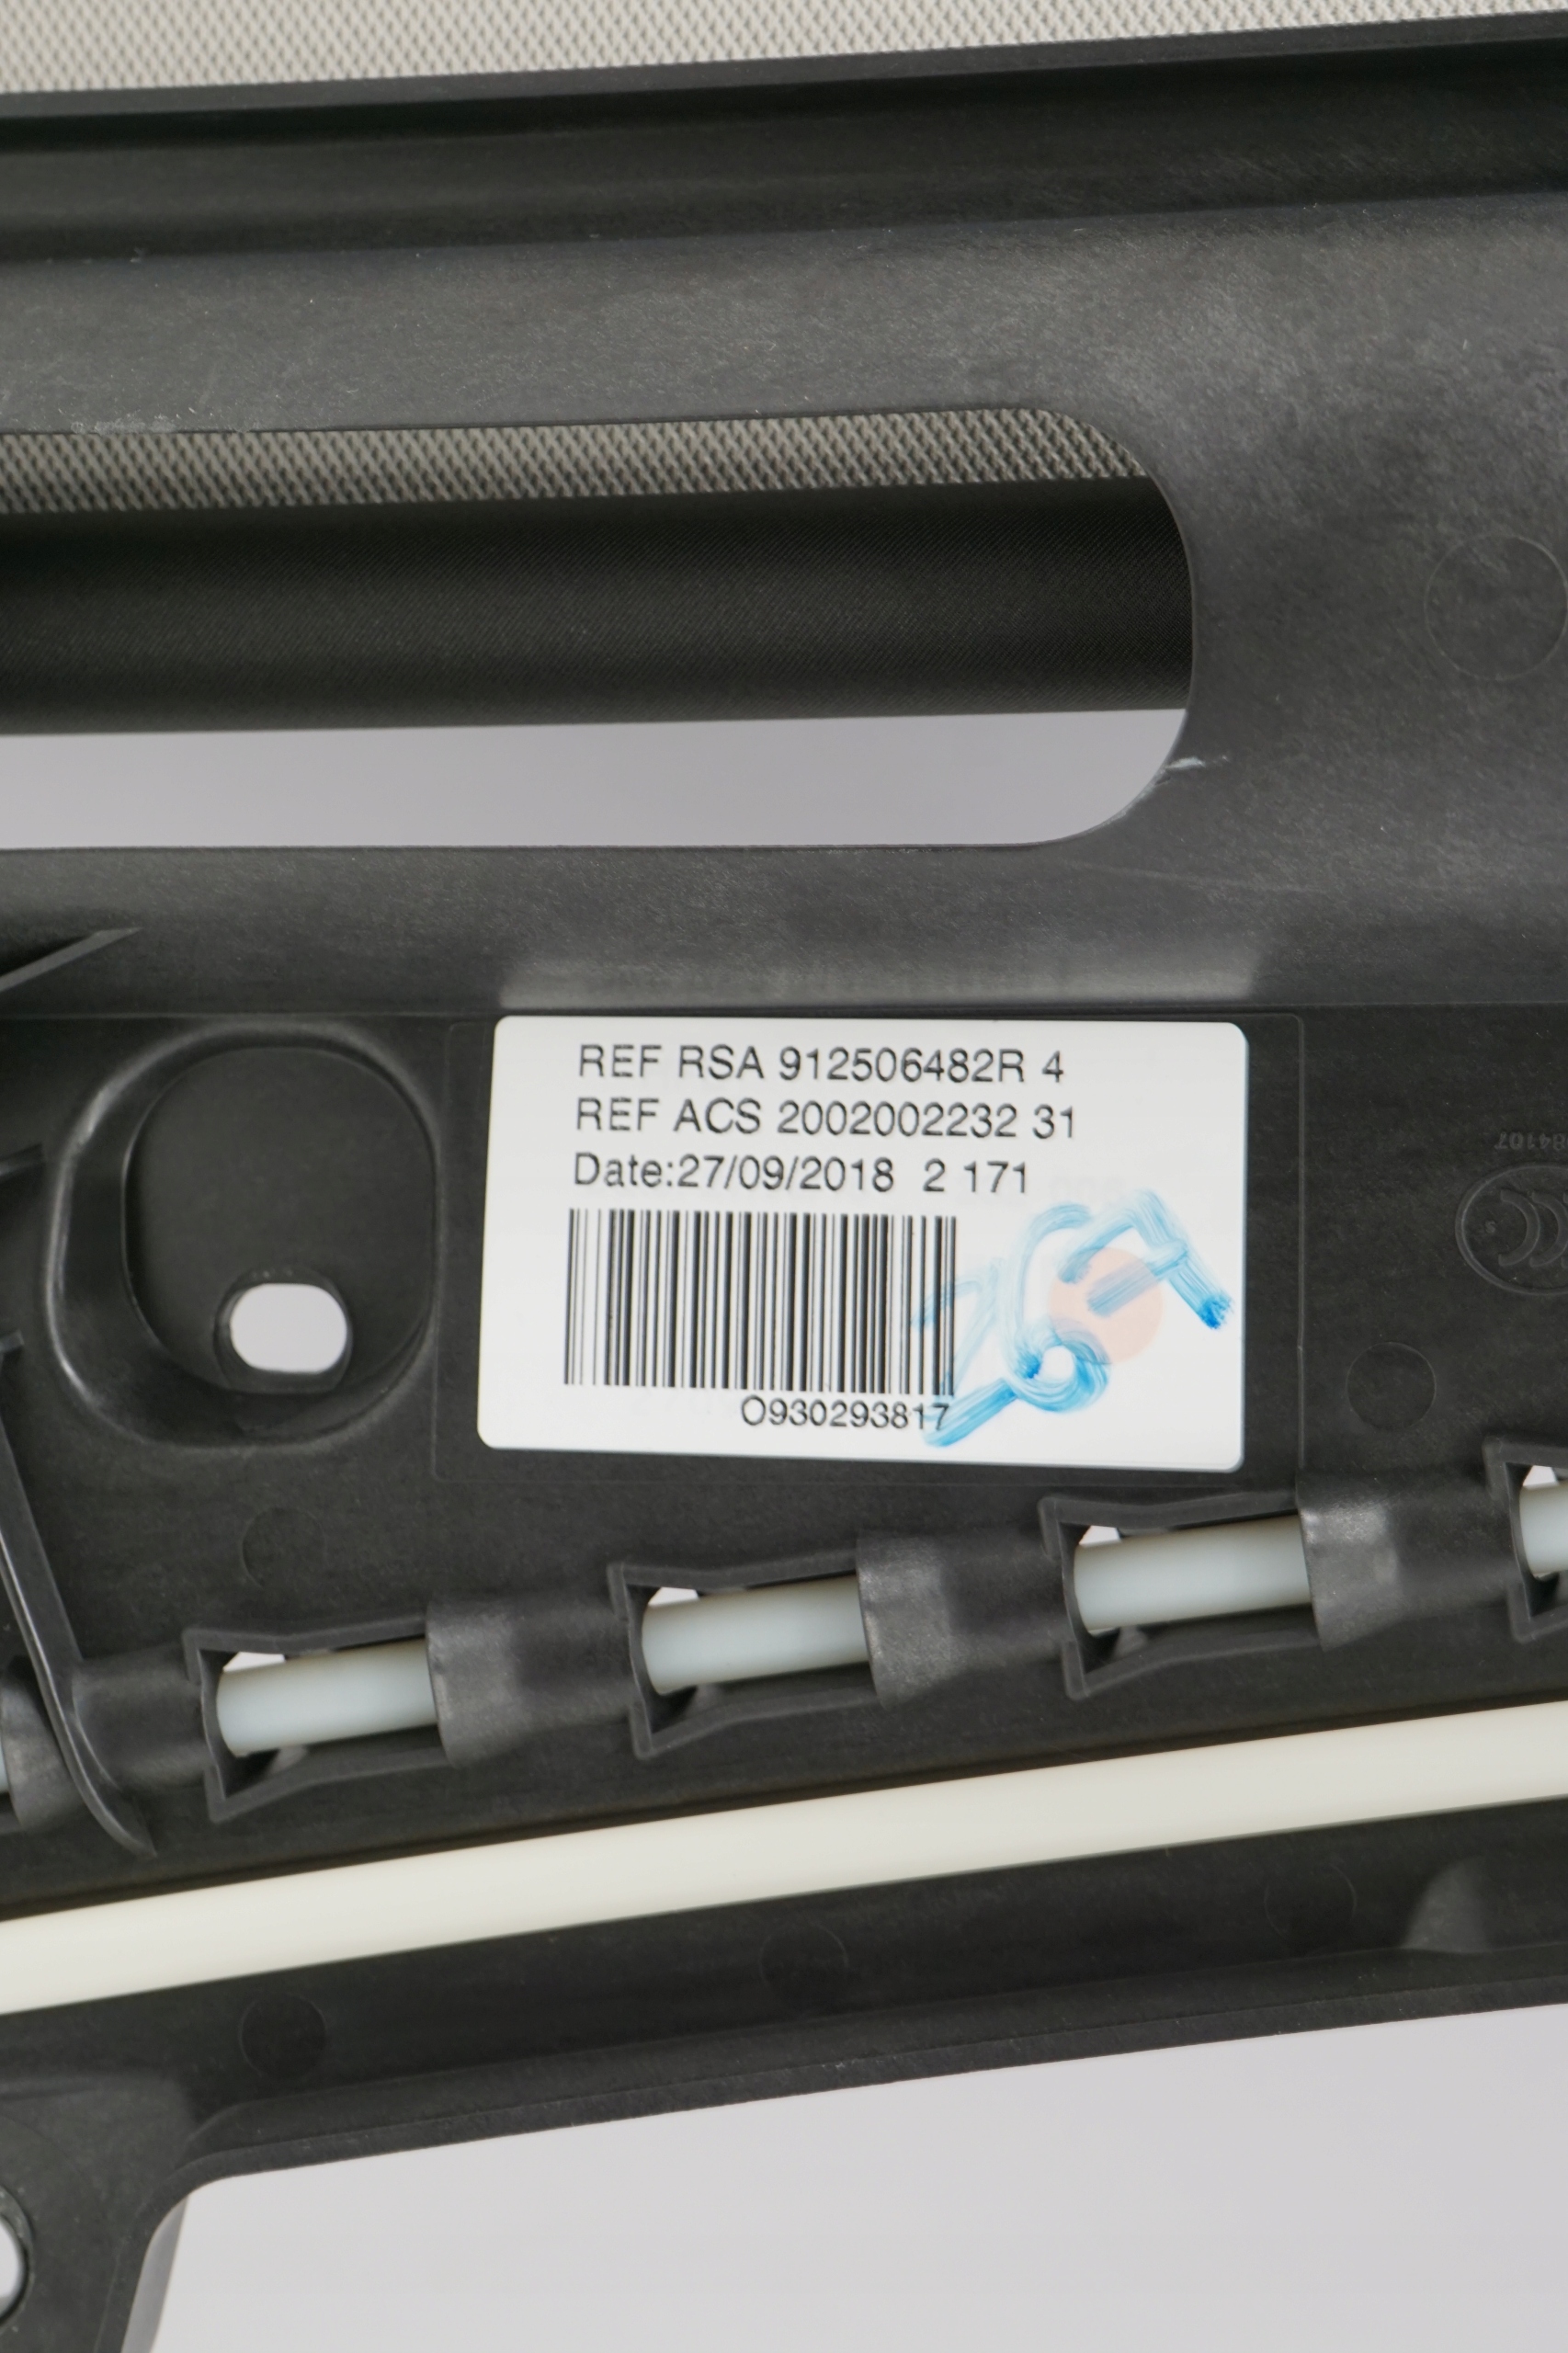 REF RSA 912506482R 4
REF ACS 2002002232 31
Date:27/09/2018 2 171
O930293817